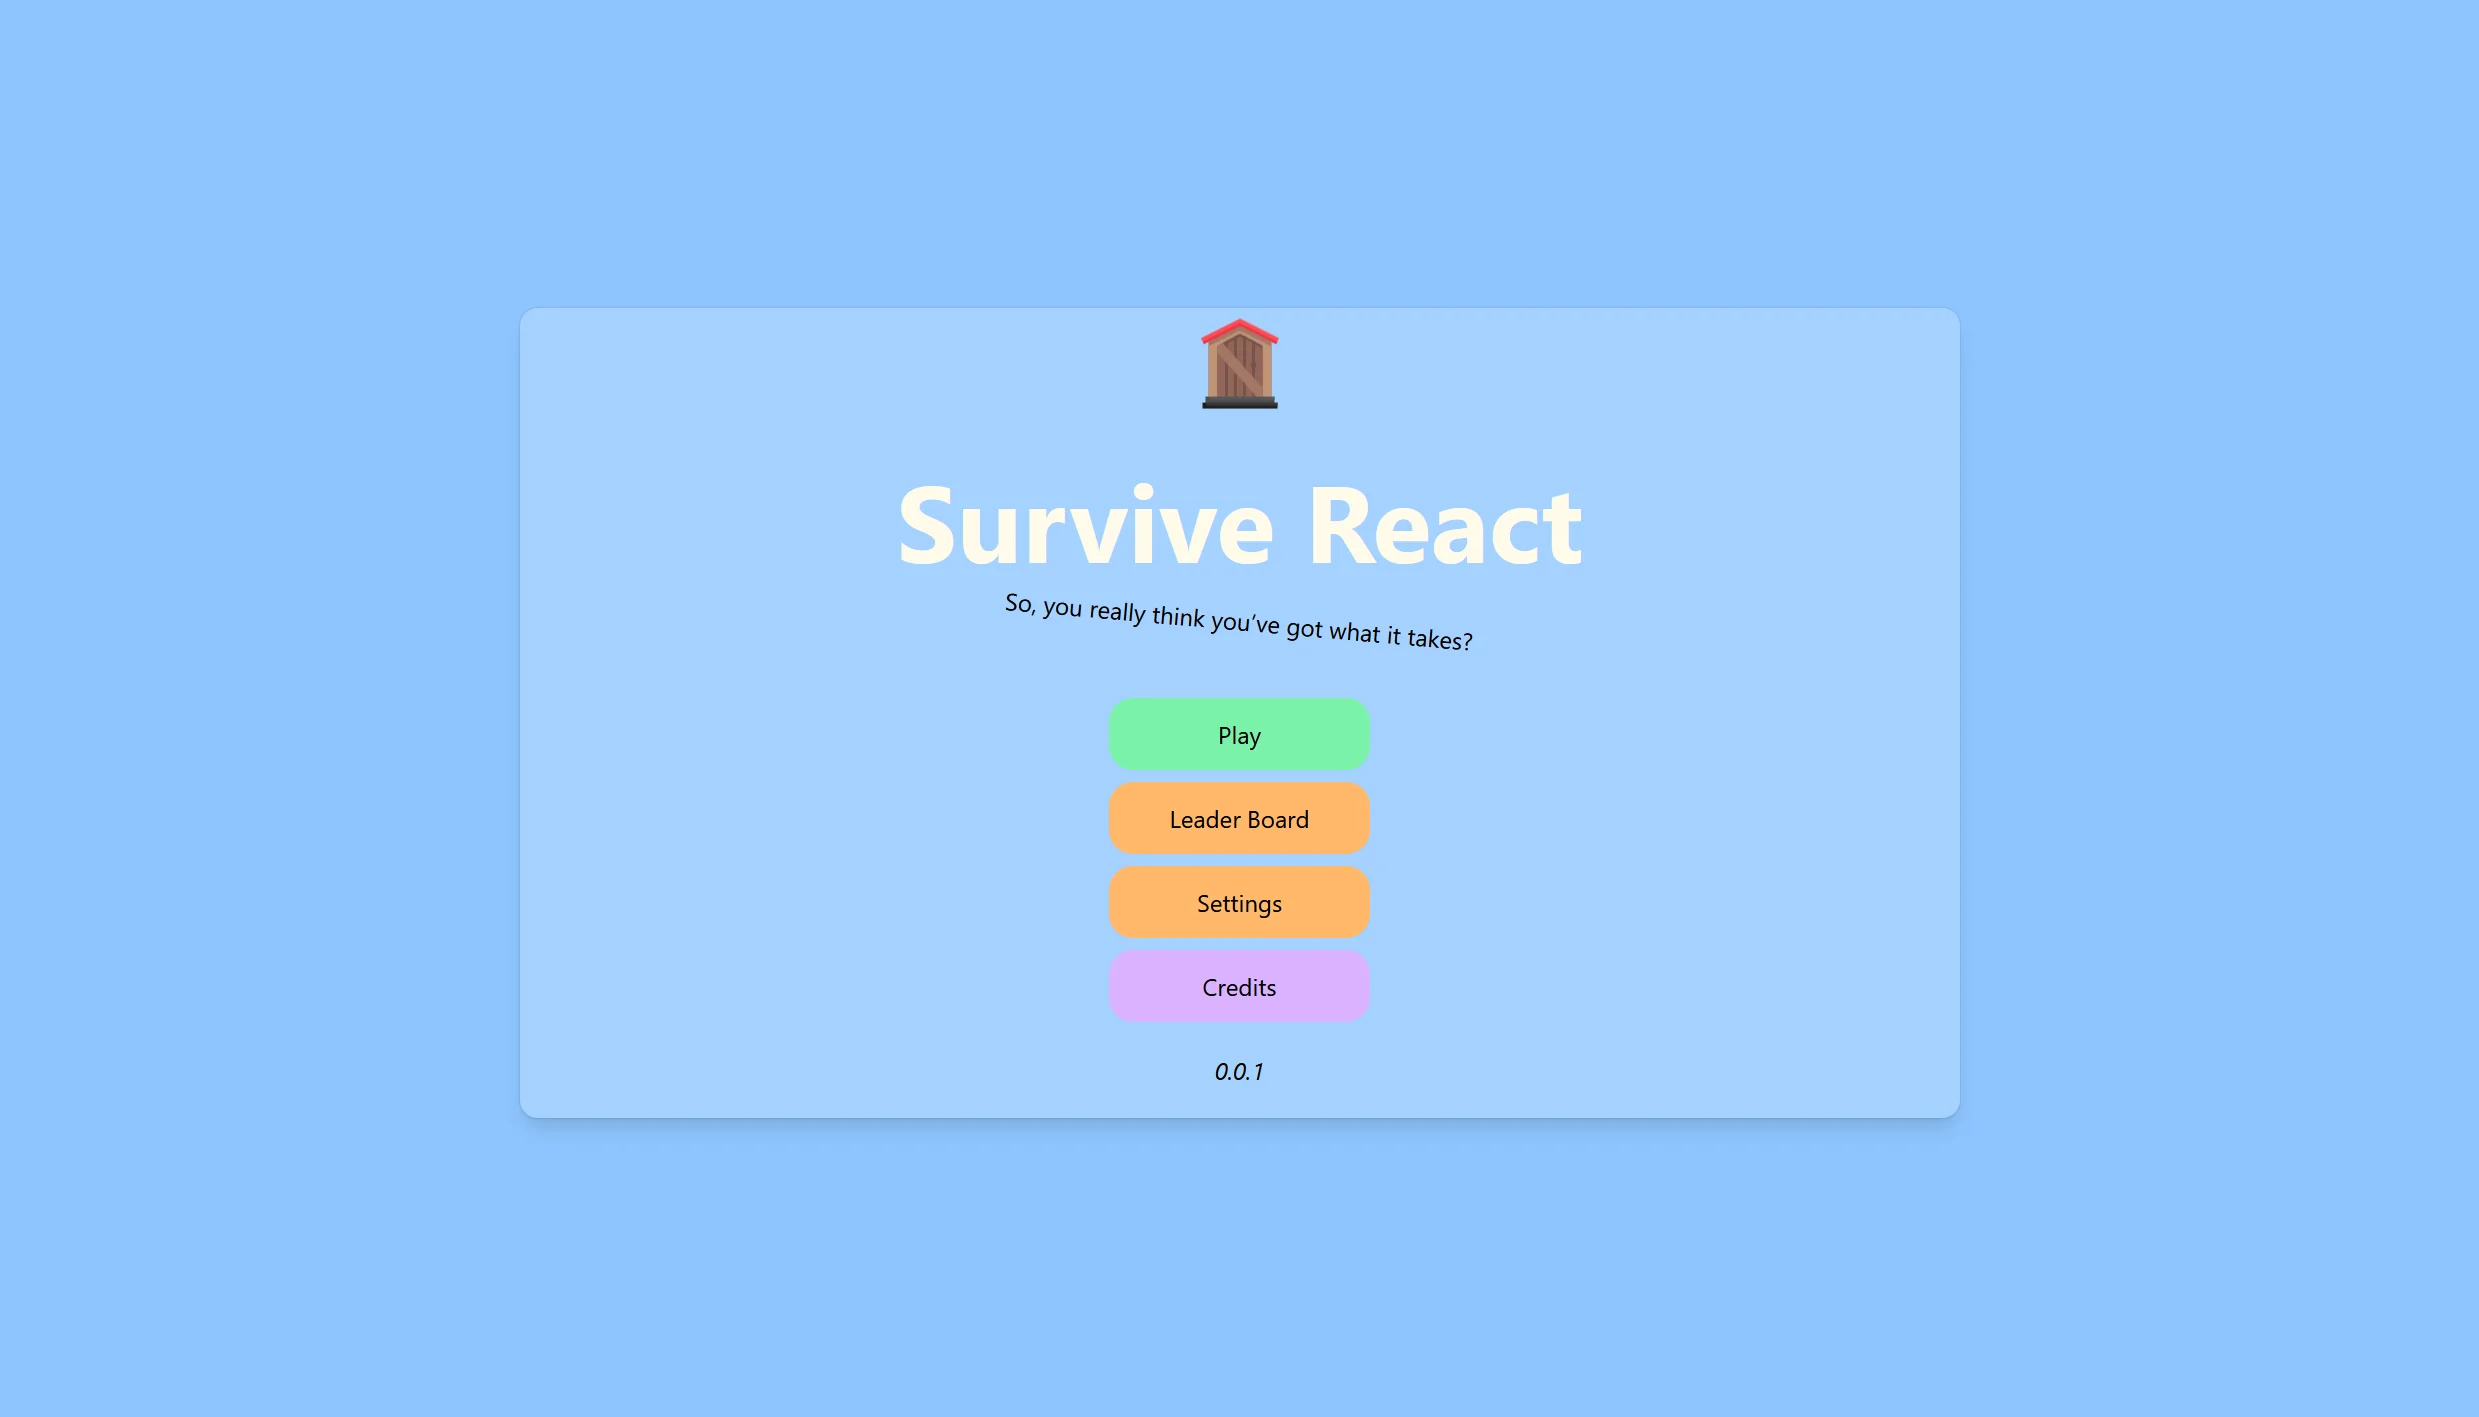 Survive React
So, you really think you’ve got what it takes?
Play
Leader Board
Settings
Credits
0.0.1